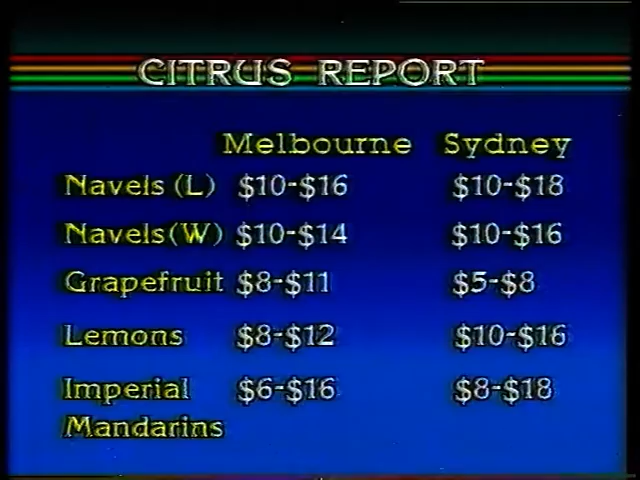 CITRUS REPORT
Melbourne Sydney
Navels (L) $10-$16 $10-$18
Navels (W) $10-$14 $10-$16
Grapefruit $8-$11 $5-$8
Lemons $8-$12 $10-$16
Imperial $6-$16 $8-$18
Mandarins